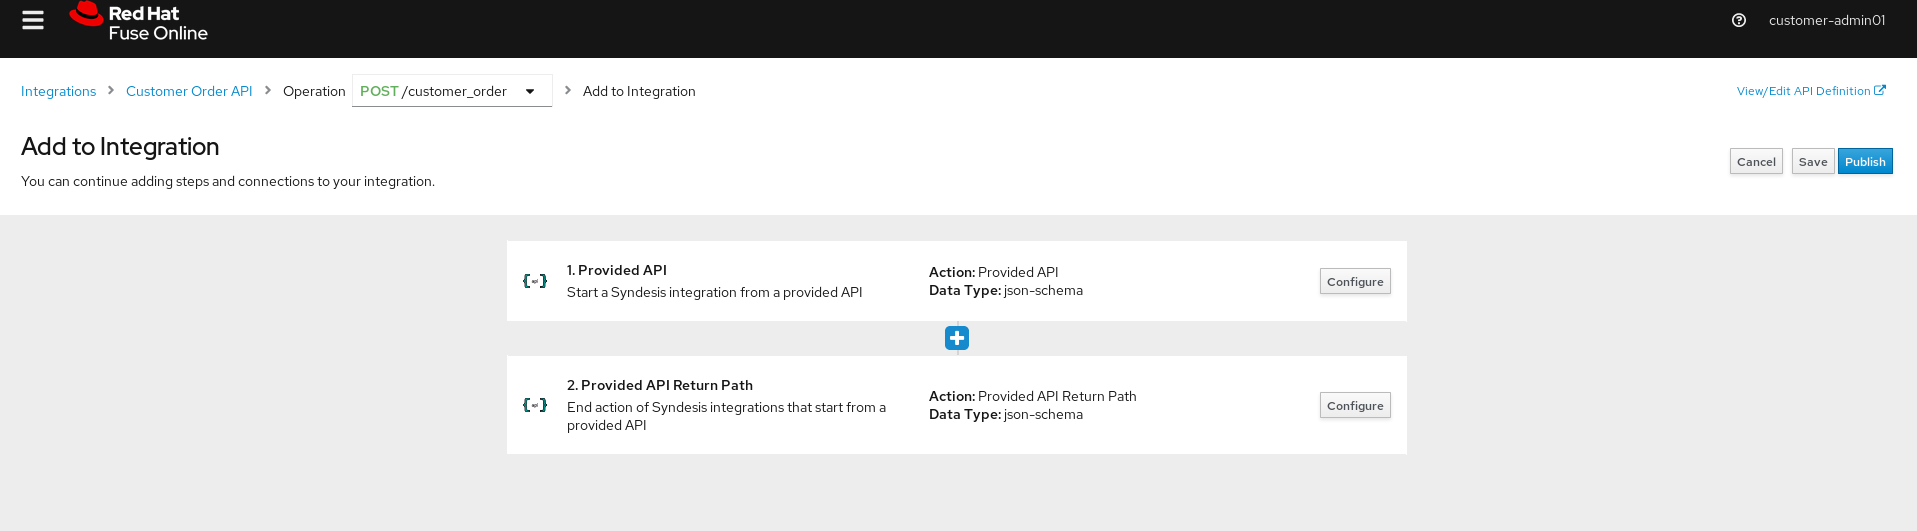 Red Hat
Fuse Online
customer-admin01
Integrations > Customer Order API > Operation POST /customer_order > Add to Integration
View/Edit API Definition
Add to Integration
You can continue adding steps and connections to your integration.
Cancel Save Publish
1. Provided API
Start a Syndesis integration from a provided API
Action: Provided API
Data Type: json-schema
Configure
2. Provided API Return Path
End action of Syndesis integrations that start from a
provided API
Action: Provided API Return Path
Data Type: json-schema
Configure